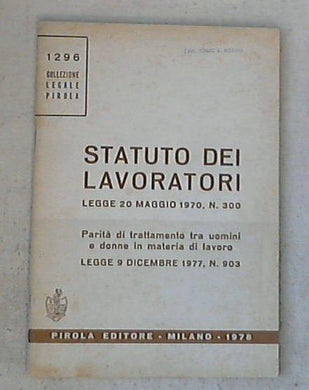 1296
COLLEZIONE
LEGALE
PIROLA
STATUTO DEI
LAVORATORI
LEGGE 20 MAGGIO 1970, N. 300
Parità di trattamento tra uomini
e donne in materia di lavoro
LEGGE 9 DICEMBRE 1977, N. 903
PIROLA EDITORE · MILANO · 1978